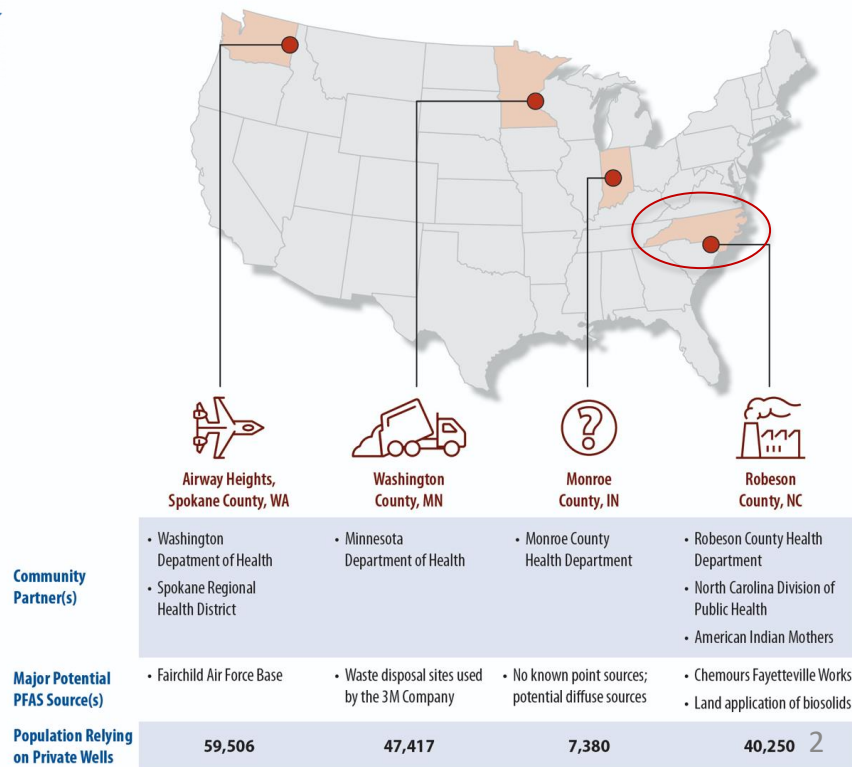 ?
Airway Heights,
Spokane County, WA
Washington
County, MN
Monroe
County, IN
Robeson
County, NC
Community
Partner(s)
• Washington
Depatment of Health
• Spokane Regional
Health District
• Minnesota
Department of Health
• Monroe County
Health Department
• Robeson County Health
Department
• North Carolina Division of
Public Health
• American Indian Mothers
Major Potential
PFAS Source(s)
• Fairchild Air Force Base
• Waste disposal sites used
by the 3M Company
• No known point sources;
potential diffuse sources
• Chemours Fayetteville Works
• Land application of biosolids
Population Relying
on Private Wells
59,506
47,417
7,380
40,250
2